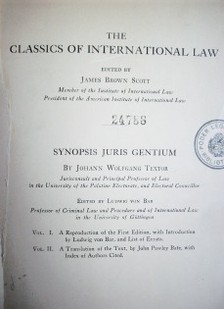 THE
CLASSICS OF INTERNATIONAL LAW
EDITED BY
JAMES BROWN SCOTT
Member of the Institute of International Law
President of the American Institute of International Law
24788
SYNOPSIS JURIS GENTIUM
BY JOHANN WOLFGANG TEXTOR
Jurisconsult and Principal Professor of Law
in the University of the Palatine Electorate, and Electoral Councillor
EDITED BY LUDWIG VON BAR
Professor of Criminal Law and Procedure and of International Law
in the University of Göttingen
VOL. I. A Reproduction of the First Edition, with Introduction
by Ludwig von Bar, and List of Errata.
VOL. II. A Translation of the Text, by John Pawley Bate, with
Index of Authors Cited.
PODER LEGIS